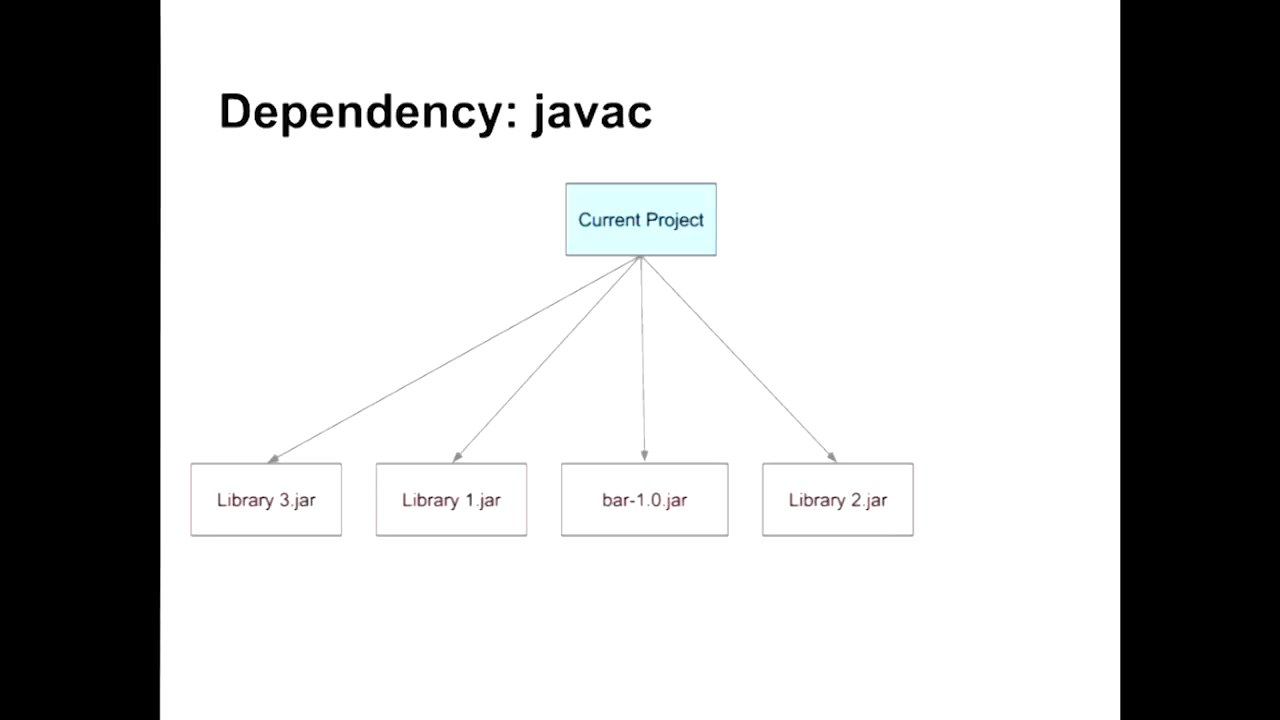 Dependency: javac
Current Project
Library 3.jar
Library 1.jar
bar-1.0.jar
Library 2.jar